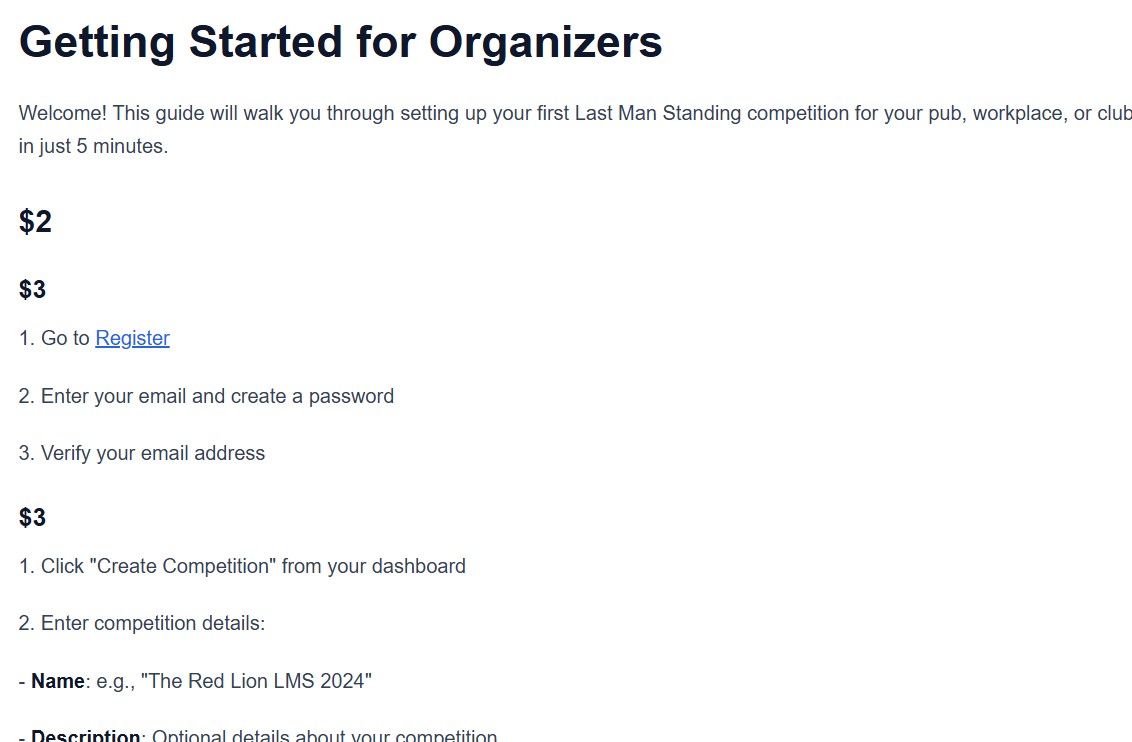 Getting Started for Organizers
Welcome! This guide will walk you through setting up your first Last Man Standing competition for your pub, workplace, or club
in just 5 minutes.
$2
$3
1. Go to Register
2. Enter your email and create a password
3. Verify your email address
$3
1. Click "Create Competition" from your dashboard
2. Enter competition details:
- Name: e.g., "The Red Lion LMS 2024"
- Description: Optional details about your competition